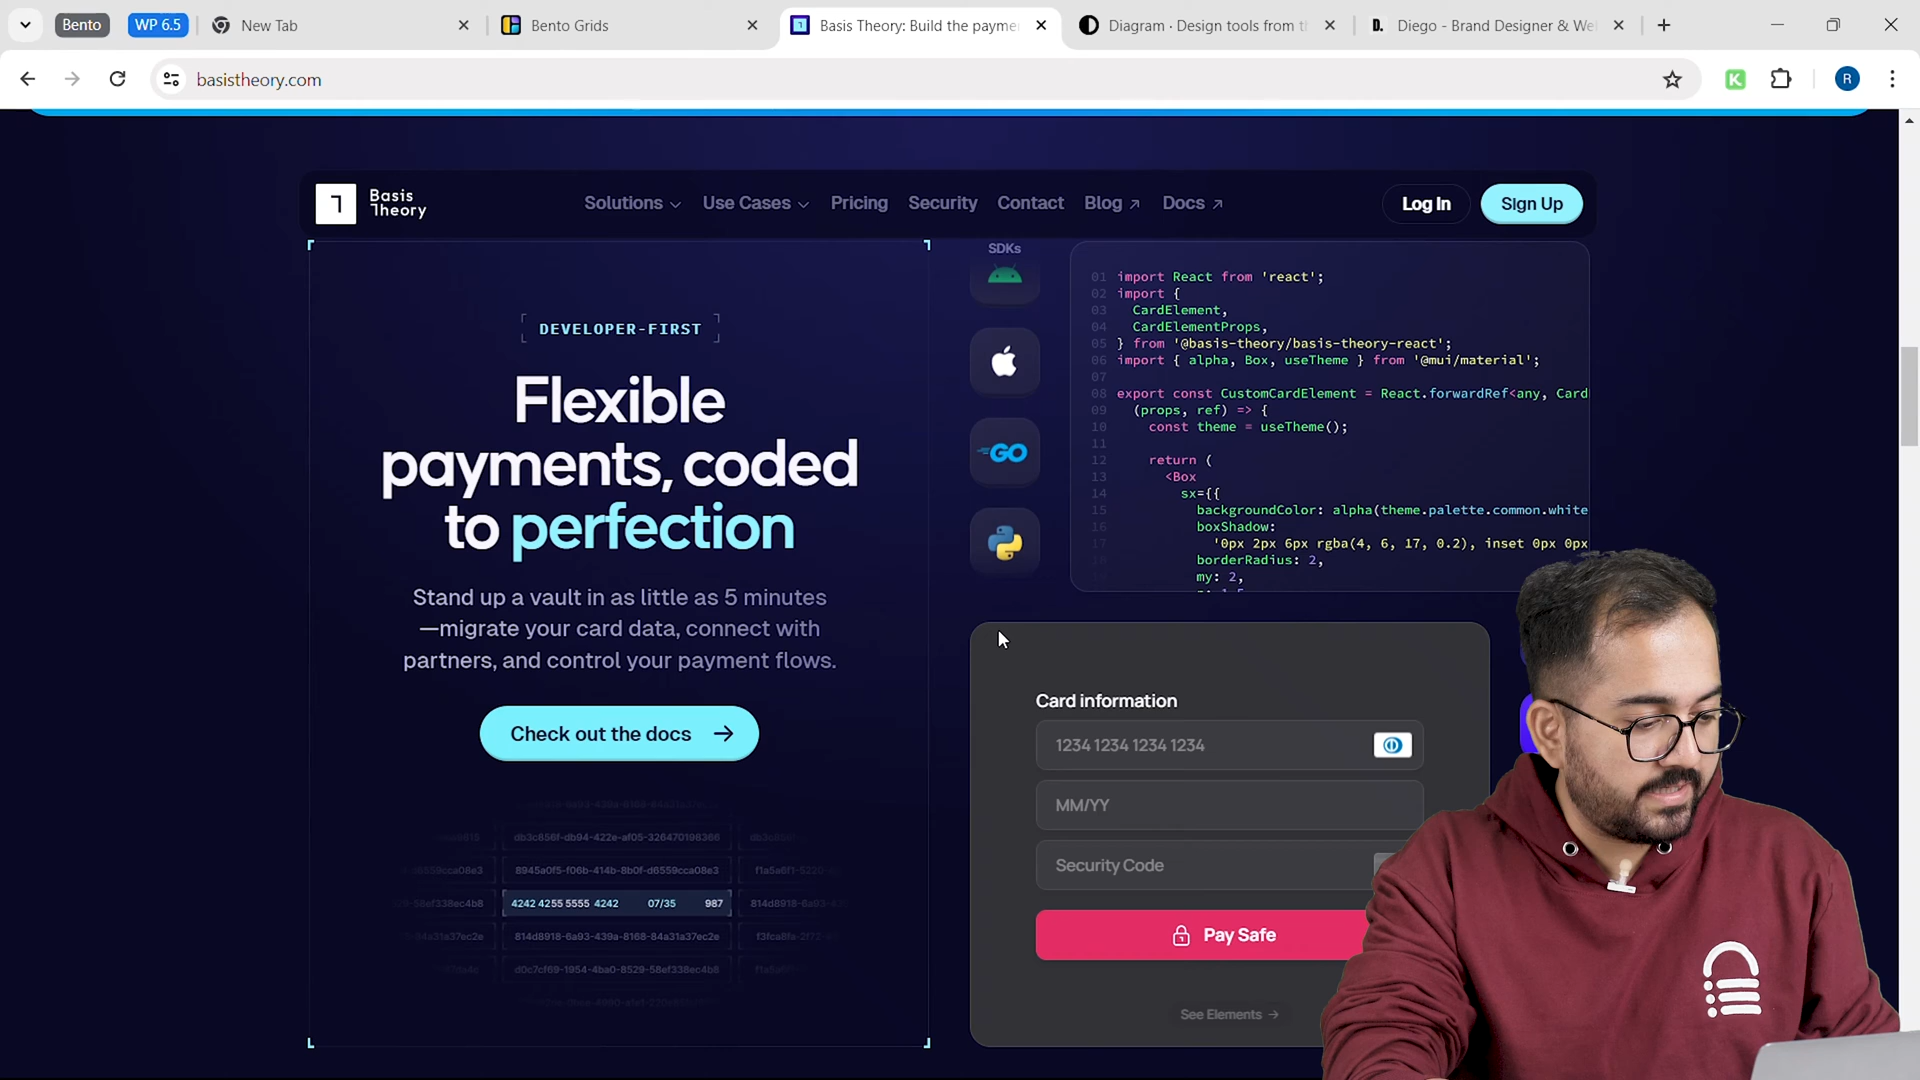 Bento
WP 6.5
New Tab
Bento Grids
Basis Theory: Build the payme
Diagram · Design tools from th
Diego - Brand Designer & We
basistheory.com
K
R
Basis
Theory
Solutions
Use Cases
Pricing
Security
Contact
Blog
Docs
Log In
Sign Up
DEVELOPER-FIRST
Flexible
payments, coded
to perfection
Stand up a vault in as little as 5 minutes
—migrate your card data, connect with
partners, and control your payment flows.
Check out the docs →
db3c856f-db94-422e-af05-326470198366
8945a0f5-f06b-414b-8b0f-d6559cca08e3
4242 4255 5555 4242 07/35 987
814d8918-6a93-439a-8168-84a31a37ec2e
d0c7cf69-1954-4ba0-8529-58ef338ec4b8
SDKs
GO
01 import React from 'react';
02 import {
03 CardElement,
04 CardElementProps,
05 } from '@basis-theory/basis-theory-react';
06 import { alpha, Box, useTheme } from '@mui/material';
07
08 export const CustomCardElement = React.forwardRef<any, Card
09 (props, ref) => {
10 const theme = useTheme();
11
12 return (
13 <Box
14 sx={{
15 backgroundColor: alpha(theme.palette.common.white
16 boxShadow:
17 '0px 2px 6px rgba(4, 6, 17, 0.2), inset 0px 0px
borderRadius: 2,
my: 2,
Card information
1234 1234 1234 1234
MM/YY
Security Code
Pay Safe
See Elements →